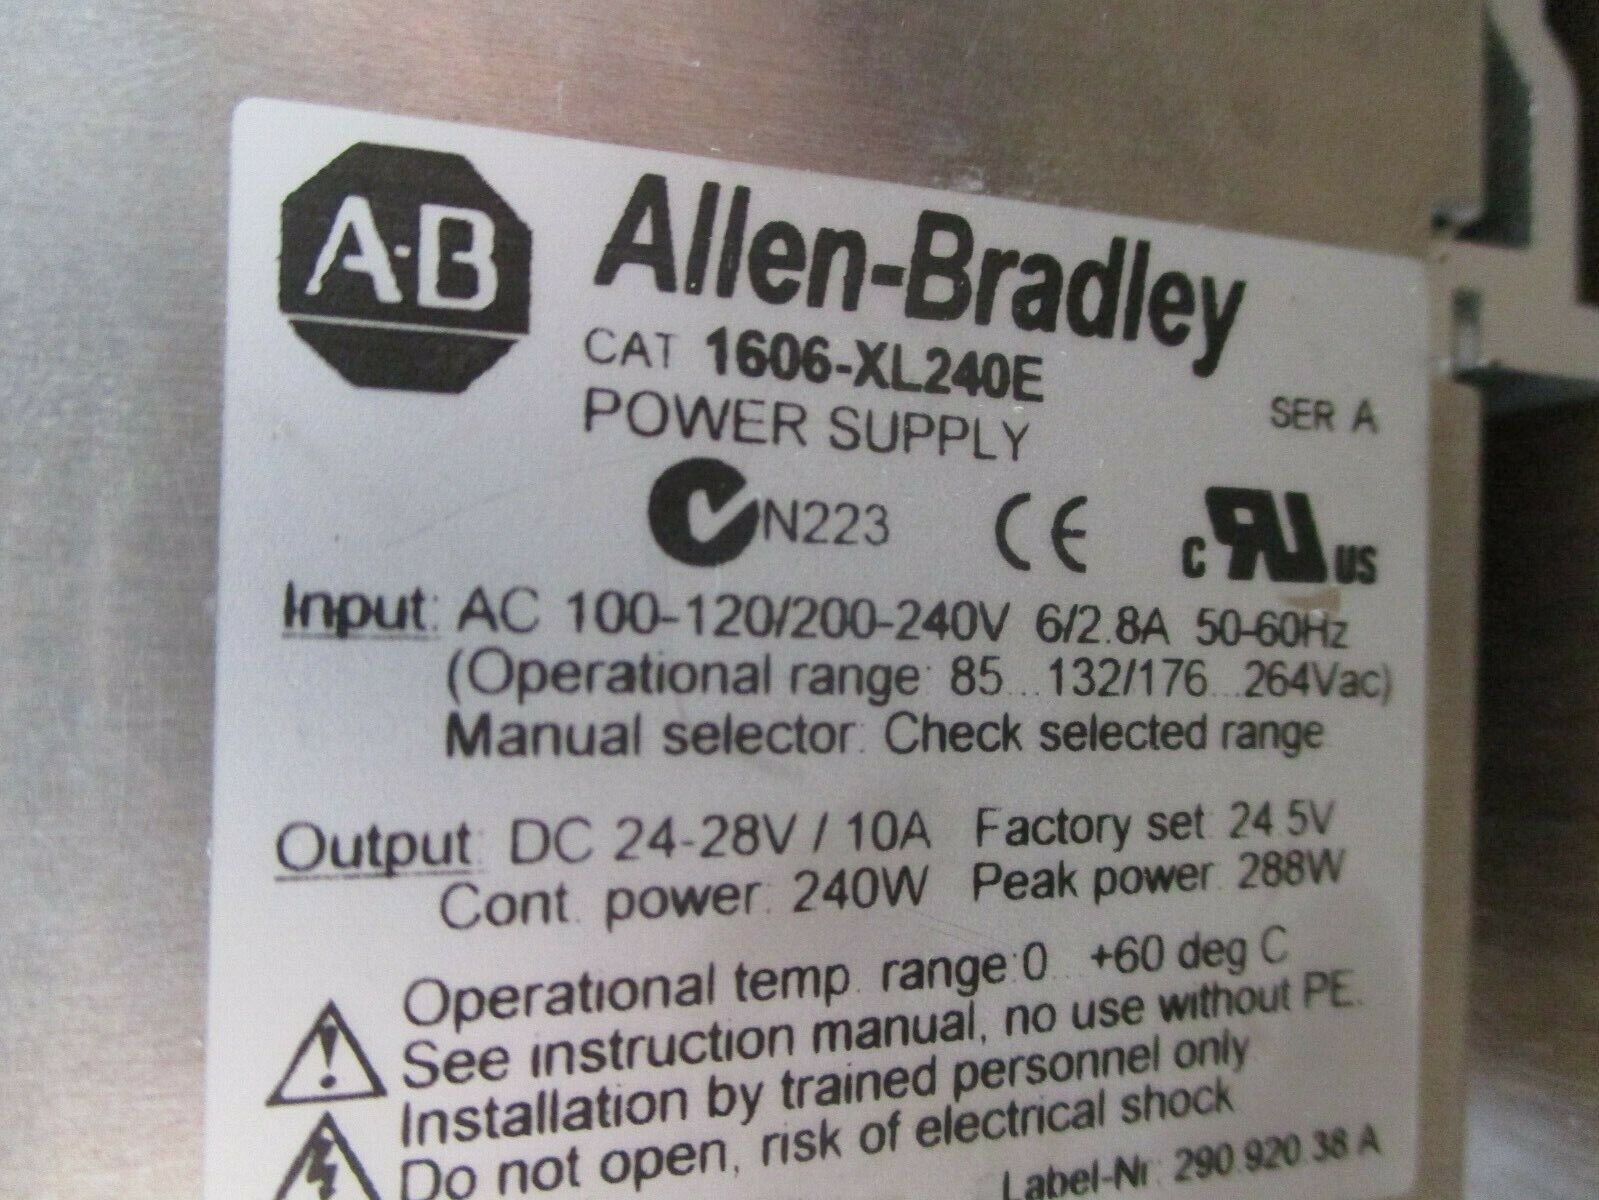 A-B Allen-Bradley
CAT 1606-XL240E
POWER SUPPLY SER A
N223 CE c RU us
Input: AC 100-120/200-240V 6/2.8A 50-60Hz
(Operational range: 85...132/176...264Vac)
Manual selector: Check selected range
Output: DC 24-28V / 10A Factory set: 24.5V
Cont. power: 240W Peak power: 288W
Operational temp. range:0...+60 deg C
See instruction manual, no use without PE.
Installation by trained personnel only
Do not open, risk of electrical shock
Label-Nr.: 290.920.38 A